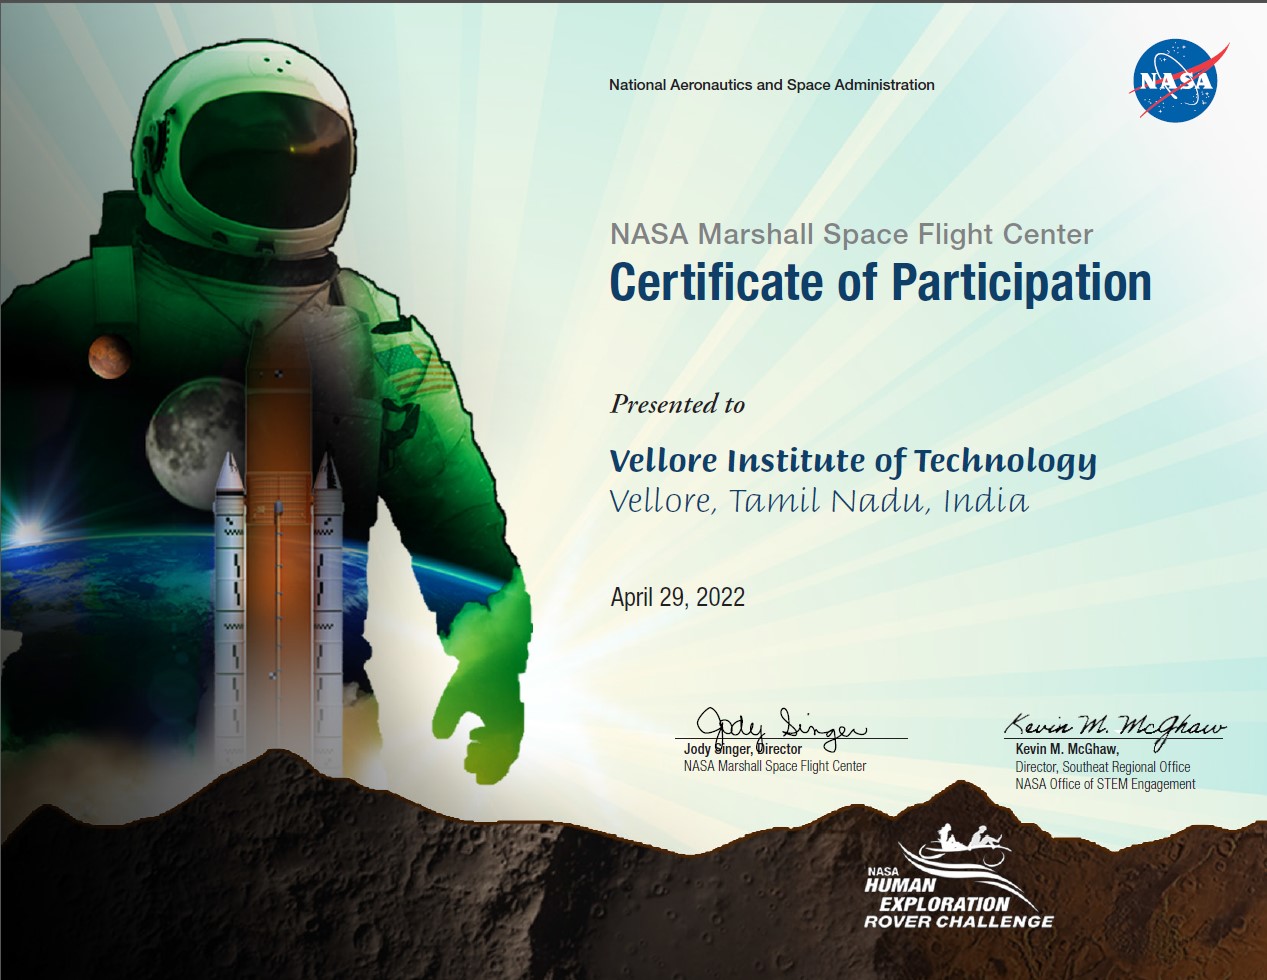 National Aeronautics and Space Administration
NASA
NASA Marshall Space Flight Center
Certificate of Participation
Presented to
Vellore Institute of Technology
Vellore, Tamil Nadu, India
April 29, 2022
Jody Singer
Jody Singer, Director
NASA Marshall Space Flight Center
Kevin M. McGhaw
Kevin M. McGhaw,
Director, Southeat Regional Office
NASA Office of STEM Engagement
NASA
HUMAN
EXPLORATION
ROVER CHALLENGE